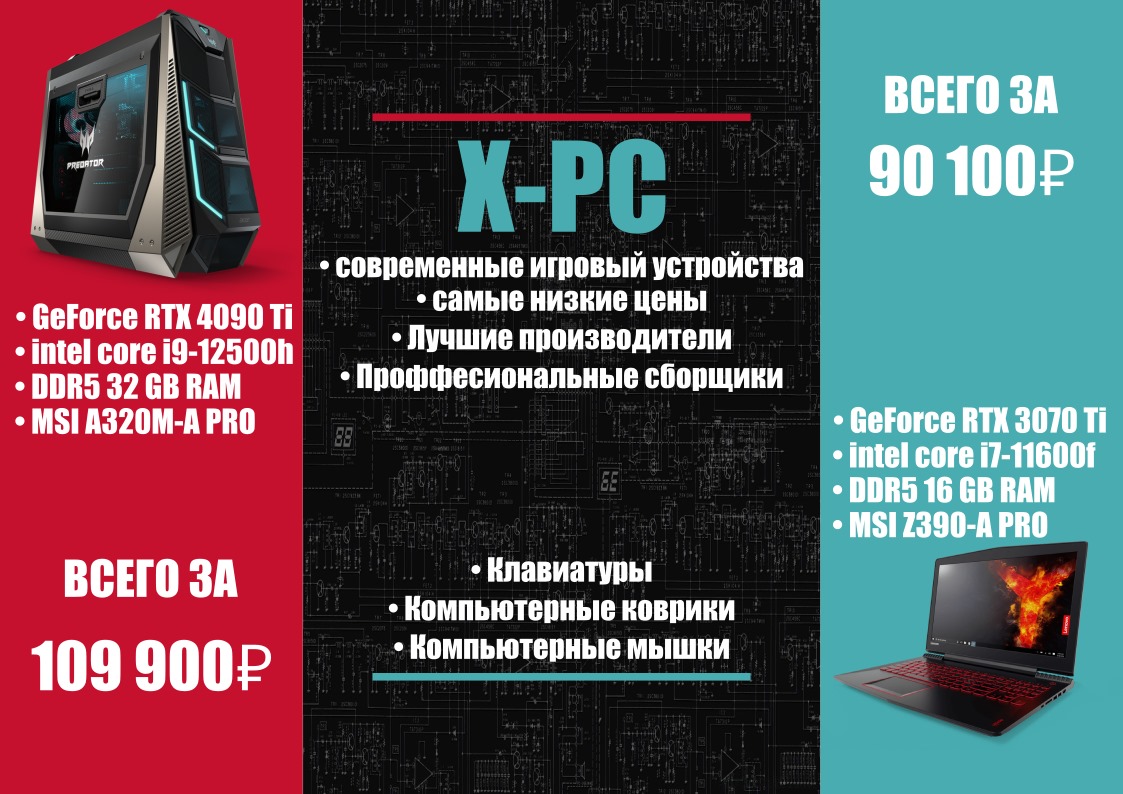 PREDATOR
• GeForce RTX 4090 Ti
• intel core i9-12500h
• DDR5 32 GB RAM
• MSI A320M-A PRO
ВСЕГО ЗА
109 900₽
X-PC
• современные игровый устройства
• самые низкие цены
• Лучшие производители
• Проффесиональные сборщики
• Клавиатуры
• Компьютерные коврики
• Компьютерные мышки
ВСЕГО ЗА
90 100₽
• GeForce RTX 3070 Ti
• intel core i7-11600f
• DDR5 16 GB RAM
• MSI Z390-A PRO
Lenovo